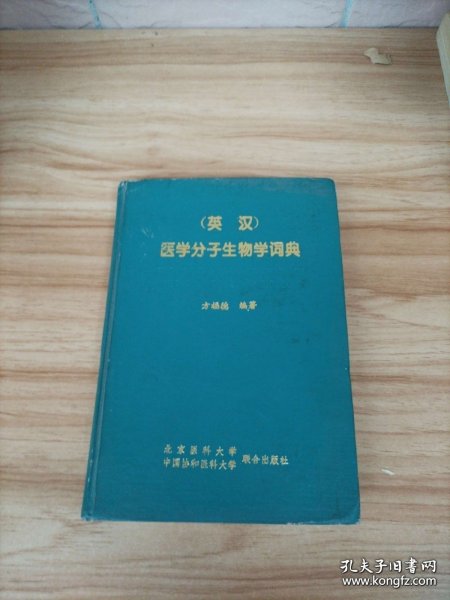 (英 汉)
医学分子生物学词典
方福德 编著
北京医科大学
中国协和医科大学 联合出版社
孔夫子旧书网
www.kongfz.com